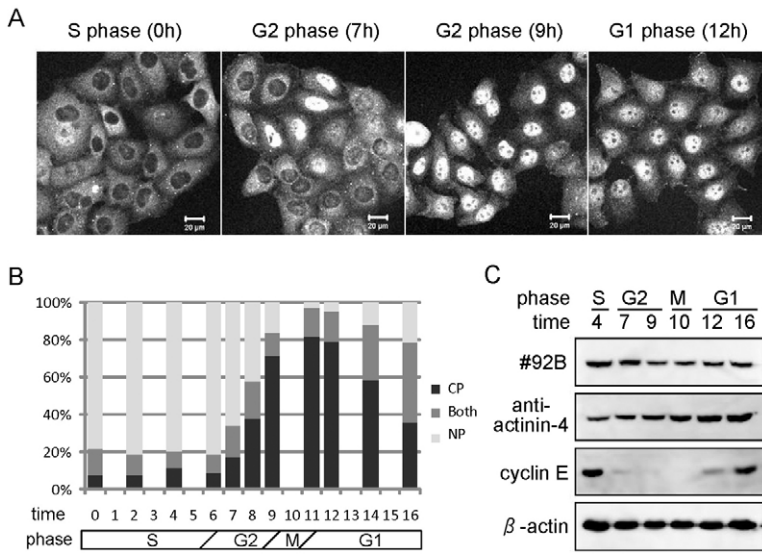 A
S phase (0h) G2 phase (7h) G2 phase (9h) G1 phase (12h)
20 µm 20 µm 20 µm 20 µm
B
100%
80%
60%
40%
20%
0%
CP
Both
NP
time 0 1 2 3 4 5 6 7 8 9 10 11 12 13 14 15 16
phase S G2 M G1
C
phase S G2 M G1
time 4 7 9 10 12 16
#92B
anti-
actinin-4
cyclin E
β-actin